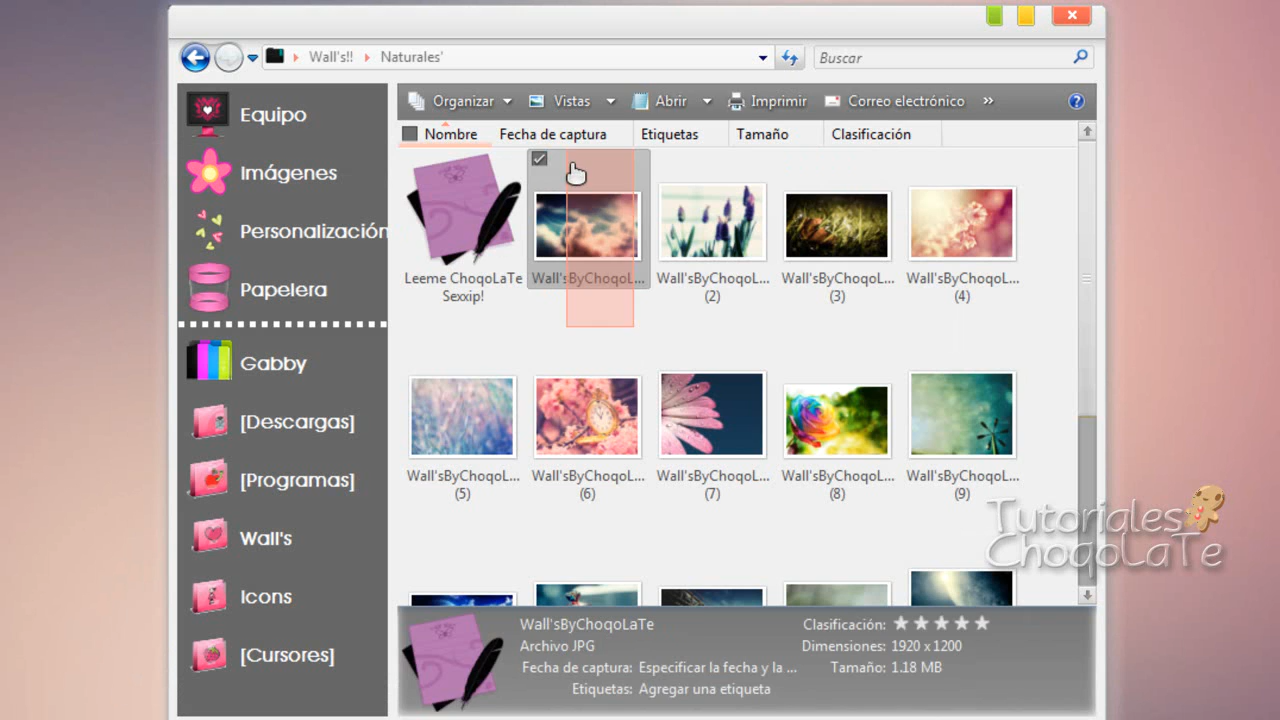 Wall's!! Naturales' Buscar
Organizar Vistas Abrir Imprimir Correo electrónico »
Nombre Fecha de captura Etiquetas Tamaño Clasificación
Equipo
Imágenes
Personalización
Papelera
Gabby
[Descargas]
[Programas]
Wall's
Icons
[Cursores]
Leeme ChoqoLaTe Wall'sByChoqoL... Wall'sByChoqoL... Wall'sByChoqoL... Wall'sByChoqoL...
Sexxip! (2) (3) (4)
Wall'sByChoqoL... Wall'sByChoqoL... Wall'sByChoqoL... Wall'sByChoqoL... Wall'sByChoqoL...
(5) (6) (7) (8) (9)
Tutoriales
ChoqoLaTe
Wall'sByChoqoLaTe Clasificación:
Archivo JPG Dimensiones: 1920 x 1200
Fecha de captura: Especificar la fecha y la ... Tamaño: 1.18 MB
Etiquetas: Agregar una etiqueta